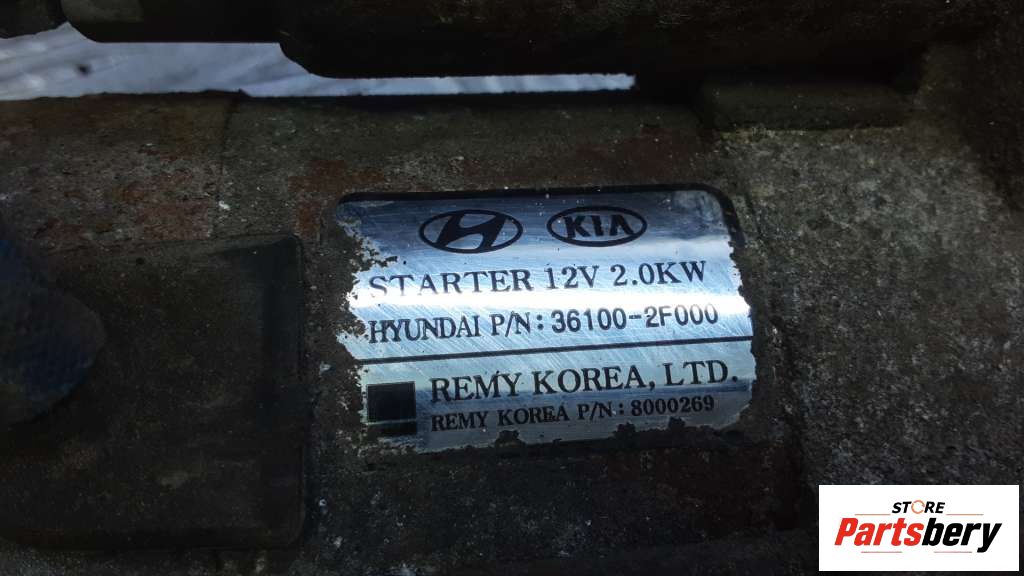 KIA
STARTER 12V 2.0KW
HYUNDAI P/N: 36100-2F000
REMY KOREA, LTD.
REMY KOREA P/N: 8000269
STORE
Partsbery